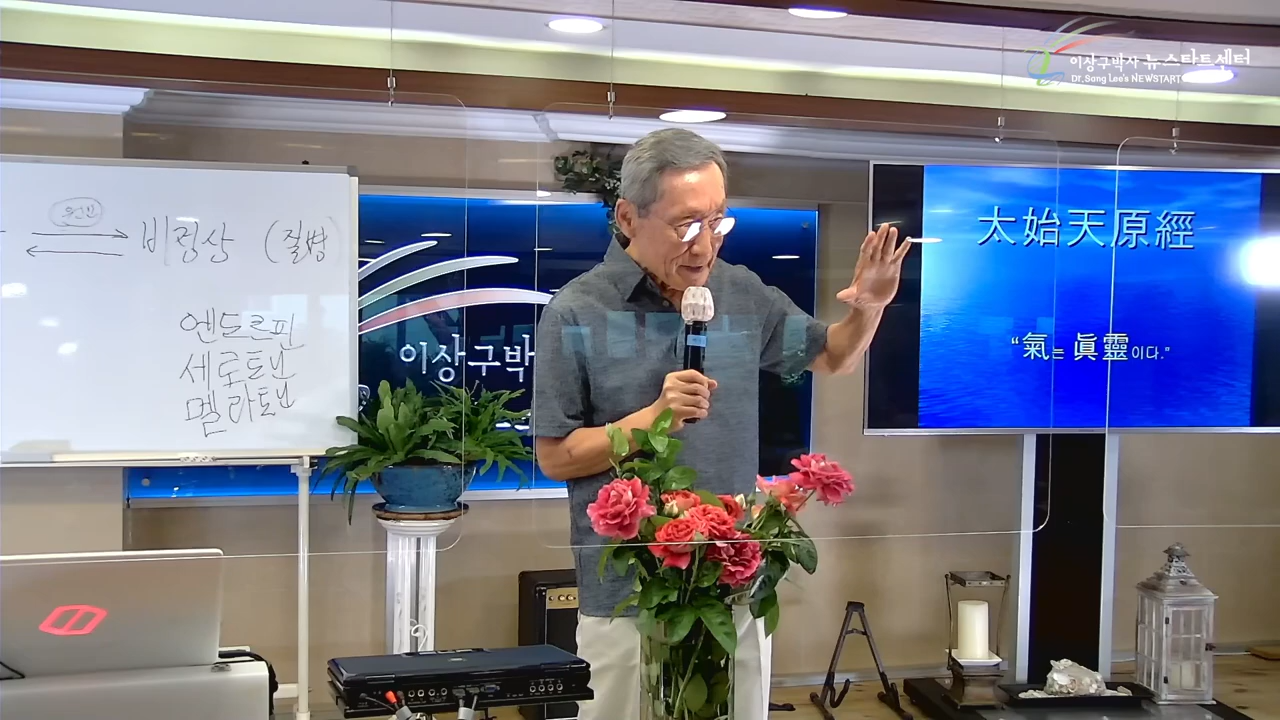 이상구박사 뉴스타트센터
Dr. Sang Lee's NEWSTART
원인
비정상 (질병)
엔도르핀
세로토닌
멜라토닌
이상구박
太始天原經
“氣는 眞靈이다.”